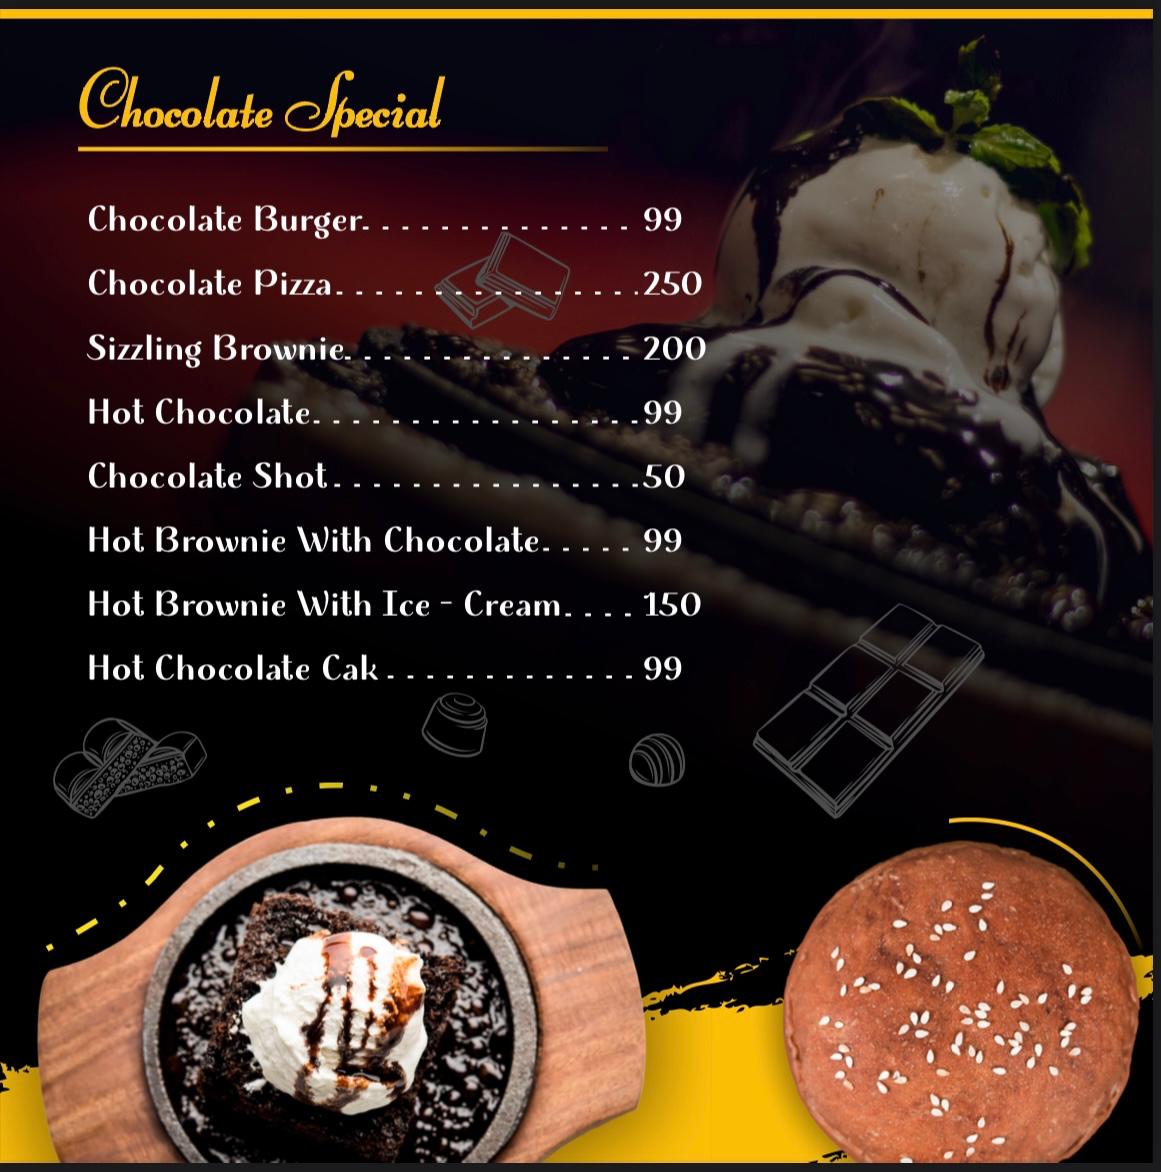 Chocolate Special
Chocolate Burger. . . . . . . . . . . . . . 99
Chocolate Pizza. . . . . . . . . . . . . . . .250
Sizzling Brownie. . . . . . . . . . . . . . . 200
Hot Chocolate. . . . . . . . . . . . . . . . .99
Chocolate Shot. . . . . . . . . . . . . . . .50
Hot Brownie With Chocolate. . . . . 99
Hot Brownie With Ice - Cream. . . . 150
Hot Chocolate Cak . . . . . . . . . . . . . 99